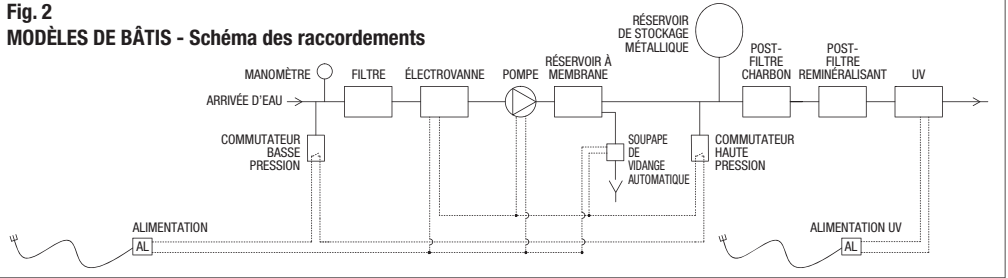 Fig. 2
MODÈLES DE BÂTIS - Schéma des raccordements
RÉSERVOIR
DE STOCKAGE
MÉTALLIQUE
MANOMÈTRE
FILTRE
ÉLECTROVANNE
POMPE
RÉSERVOIR À
MEMBRANE
POST-
FILTRE
CHARBON
POST-
FILTRE
REMINÉRALISANT
UV
ARRIVÉE D'EAU
COMMUTATEUR
BASSE
PRESSION
SOUPAPE
DE
VIDANGE
AUTOMATIQUE
COMMUTATEUR
HAUTE
PRESSION
ALIMENTATION
AL
ALIMENTATION UV
AL